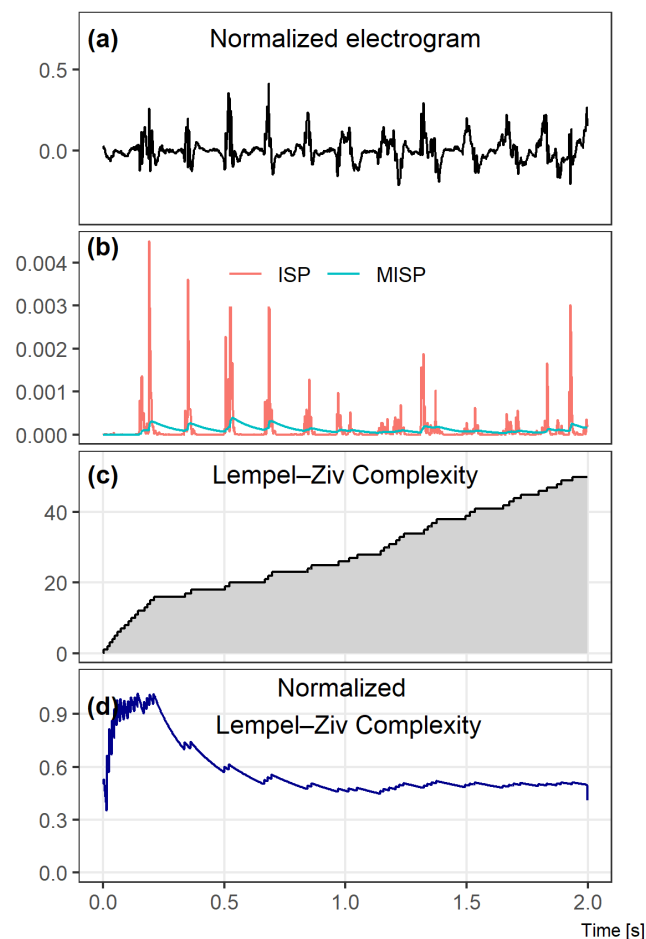 (a) Normalized electrogram
0.5
0.0
(b)
0.004
ISP MISP
0.003
0.002
0.001
0.000
(c) Lempel–Ziv Complexity
40
20
0
Normalized
(d) Lempel–Ziv Complexity
0.9
0.6
0.3
0.0
0.0 0.5 1.0 1.5 2.0
Time [s]